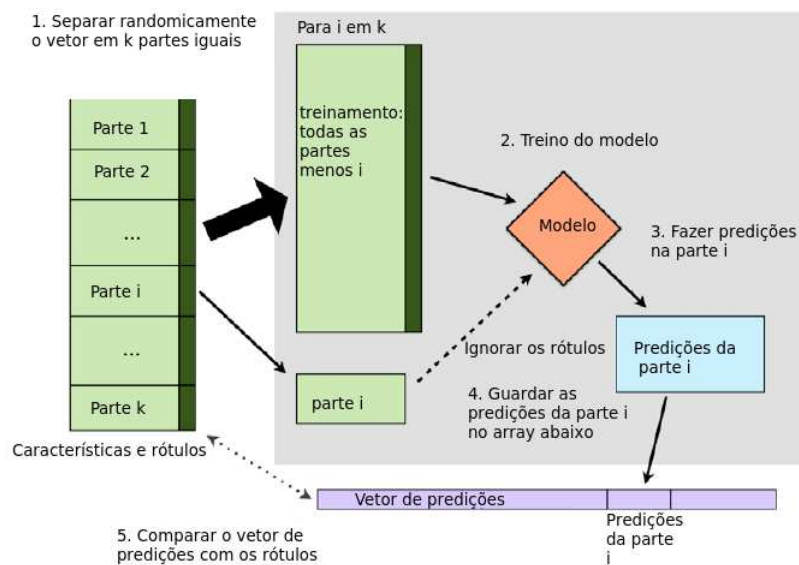 1. Separar randomicamente
o vetor em k partes iguais
Para i em k
Parte 1
Parte 2
...
Parte i
...
Parte k
Características e rótulos
treinamento:
todas as
partes
menos i
parte i
2. Treino do modelo
Modelo
3. Fazer predições
na parte i
Ignorar os rótulos
Predições da
parte i
4. Guardar as
predições da parte i
no array abaixo
Vetor de predições
Predições
da parte
i
5. Comparar o vetor de
predições com os rótulos